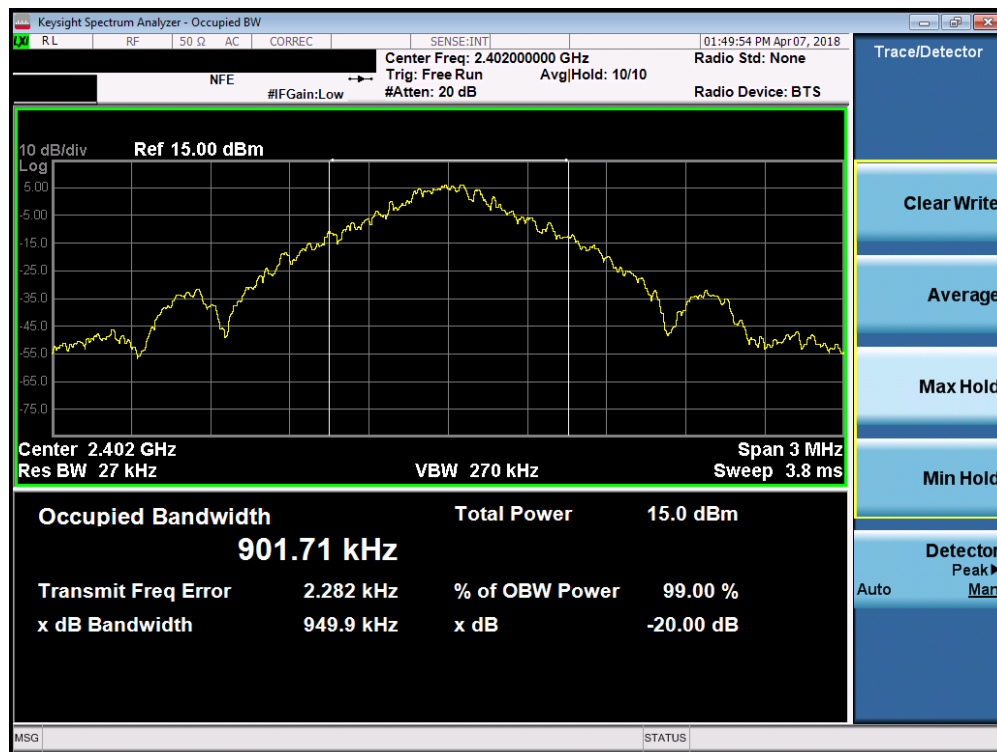 Keysight Spectrum Analyzer - Occupied BW
LXI RL RF 50 Ω AC CORREC SENSE:INT 01:49:54 PM Apr 07, 2018
Center Freq: 2.402000000 GHz Radio Std: None
NFE Trig: Free Run Avg|Hold: 10/10
#IFGain:Low #Atten: 20 dB Radio Device: BTS
Trace/Detector
10 dB/div Ref 15.00 dBm
Log
5.00
-5.00
-15.0
-25.0
-35.0
-45.0
-55.0
-65.0
-75.0
Center 2.402 GHz Span 3 MHz
Res BW 27 kHz VBW 270 kHz Sweep 3.8 ms
Occupied Bandwidth Total Power 15.0 dBm
901.71 kHz
Transmit Freq Error 2.282 kHz % of OBW Power 99.00 %
x dB Bandwidth 949.9 kHz x dB -20.00 dB
Clear Write
Average
Max Hold
Min Hold
Detector
Peak
Auto Man
MSG STATUS